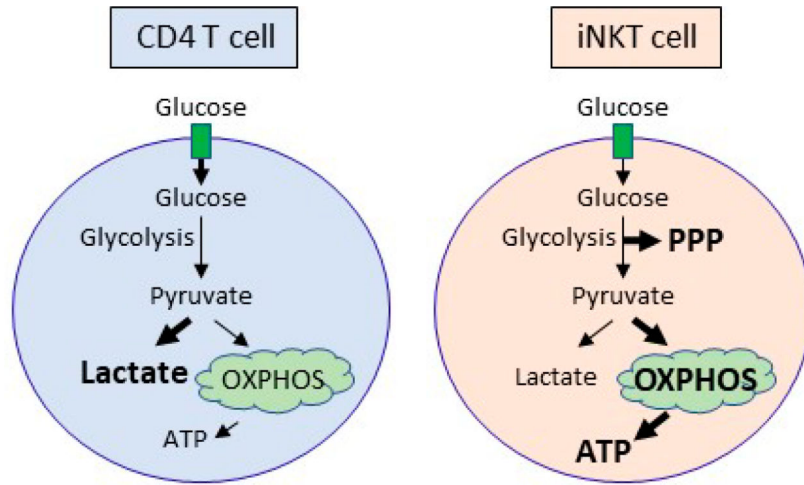 CD4 T cell
Glucose
Glucose
Glycolysis
Pyruvate
Lactate
OXPHOS
ATP
iNKT cell
Glucose
Glucose
Glycolysis
PPP
Pyruvate
Lactate
OXPHOS
ATP